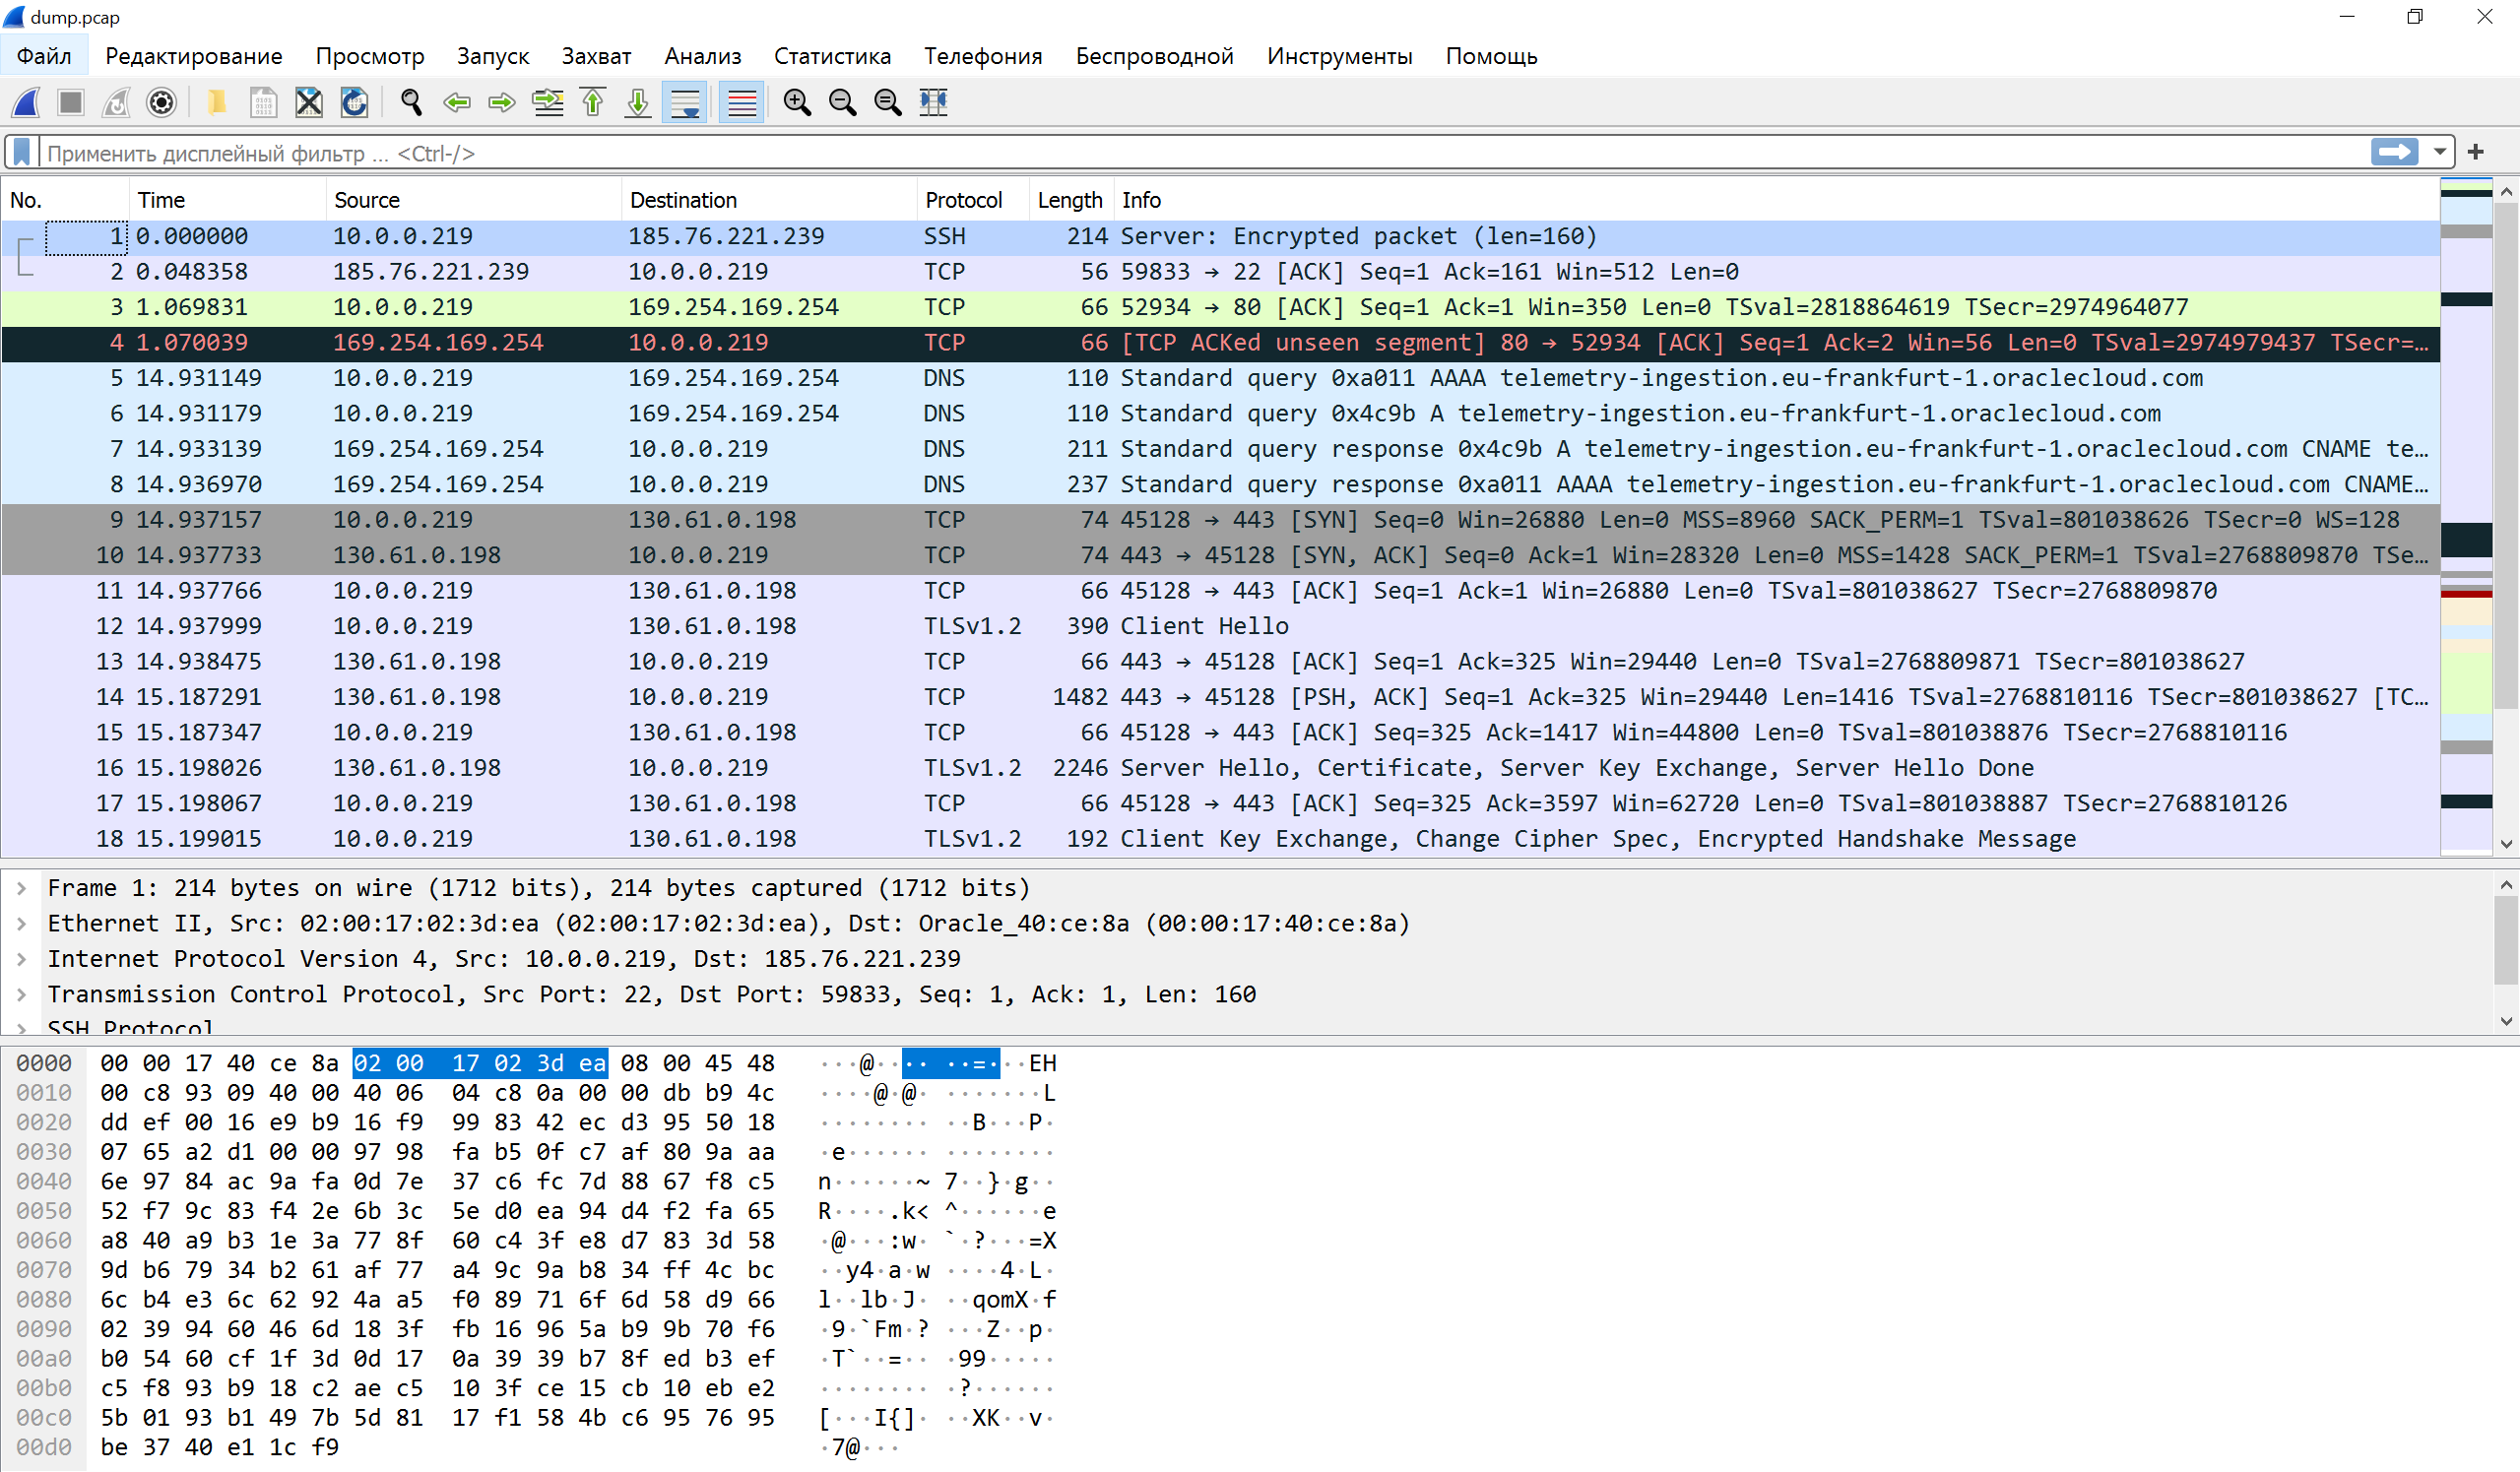 dump.pcap
Файл Редактирование Просмотр Запуск Захват Анализ Статистика Телефония Беспроводной Инструменты Помощь
Применить дисплейный фильтр ... <Ctrl-/>
No. Time Source Destination Protocol Length Info
1 0.000000 10.0.0.219 185.76.221.239 SSH 214 Server: Encrypted packet (len=160)
2 0.048358 185.76.221.239 10.0.0.219 TCP 56 59833 → 22 [ACK] Seq=1 Ack=161 Win=512 Len=0
3 1.069831 10.0.0.219 169.254.169.254 TCP 66 52934 → 80 [ACK] Seq=1 Ack=1 Win=350 Len=0 TSval=2818864619 TSecr=2974964077
4 1.070039 169.254.169.254 10.0.0.219 TCP 66 [TCP ACKed unseen segment] 80 → 52934 [ACK] Seq=1 Ack=2 Win=56 Len=0 TSval=2974979437 TSecr=…
5 14.931149 10.0.0.219 169.254.169.254 DNS 110 Standard query 0xa011 AAAA telemetry-ingestion.eu-frankfurt-1.oraclecloud.com
6 14.931179 10.0.0.219 169.254.169.254 DNS 110 Standard query 0x4c9b A telemetry-ingestion.eu-frankfurt-1.oraclecloud.com
7 14.933139 169.254.169.254 10.0.0.219 DNS 211 Standard query response 0x4c9b A telemetry-ingestion.eu-frankfurt-1.oraclecloud.com CNAME te…
8 14.936970 169.254.169.254 10.0.0.219 DNS 237 Standard query response 0xa011 AAAA telemetry-ingestion.eu-frankfurt-1.oraclecloud.com CNAME…
9 14.937157 10.0.0.219 130.61.0.198 TCP 74 45128 → 443 [SYN] Seq=0 Win=26880 Len=0 MSS=8960 SACK_PERM=1 TSval=801038626 TSecr=0 WS=128
10 14.937733 130.61.0.198 10.0.0.219 TCP 74 443 → 45128 [SYN, ACK] Seq=0 Ack=1 Win=28320 Len=0 MSS=1428 SACK_PERM=1 TSval=2768809870 TSe…
11 14.937766 10.0.0.219 130.61.0.198 TCP 66 45128 → 443 [ACK] Seq=1 Ack=1 Win=26880 Len=0 TSval=801038627 TSecr=2768809870
12 14.937999 10.0.0.219 130.61.0.198 TLSv1.2 390 Client Hello
13 14.938475 130.61.0.198 10.0.0.219 TCP 66 443 → 45128 [ACK] Seq=1 Ack=325 Win=29440 Len=0 TSval=2768809871 TSecr=801038627
14 15.187291 130.61.0.198 10.0.0.219 TCP 1482 443 → 45128 [PSH, ACK] Seq=1 Ack=325 Win=29440 Len=1416 TSval=2768810116 TSecr=801038627 [TC…
15 15.187347 10.0.0.219 130.61.0.198 TCP 66 45128 → 443 [ACK] Seq=325 Ack=1417 Win=44800 Len=0 TSval=801038876 TSecr=2768810116
16 15.198026 130.61.0.198 10.0.0.219 TLSv1.2 2246 Server Hello, Certificate, Server Key Exchange, Server Hello Done
17 15.198067 10.0.0.219 130.61.0.198 TCP 66 45128 → 443 [ACK] Seq=325 Ack=3597 Win=62720 Len=0 TSval=801038887 TSecr=2768810126
18 15.199015 10.0.0.219 130.61.0.198 TLSv1.2 192 Client Key Exchange, Change Cipher Spec, Encrypted Handshake Message
Frame 1: 214 bytes on wire (1712 bits), 214 bytes captured (1712 bits)
Ethernet II, Src: 02:00:17:02:3d:ea (02:00:17:02:3d:ea), Dst: Oracle_40:ce:8a (00:00:17:40:ce:8a)
Internet Protocol Version 4, Src: 10.0.0.219, Dst: 185.76.221.239
Transmission Control Protocol, Src Port: 22, Dst Port: 59833, Seq: 1, Ack: 1, Len: 160
SSH Protocol
0000 00 00 17 40 ce 8a 02 00 17 02 3d ea 08 00 45 48 ···@···· ··=···EH
0010 00 c8 93 09 40 00 40 06 04 c8 0a 00 00 db b9 4c ····@·@· ·······L
0020 dd ef 00 16 e9 b9 16 f9 99 83 42 ec d3 95 50 18 ········ ··B···P·
0030 07 65 a2 d1 00 00 97 98 fa b5 0f c7 af 80 9a aa ·e······ ········
0040 6e 97 84 ac 9a fa 0d 7e 37 c6 fc 7d 88 67 f8 c5 n······~ 7··}·g··
0050 52 f7 9c 83 f4 2e 6b 3c 5e d0 ea 94 d4 f2 fa 65 R····.k< ^······e
0060 a8 40 a9 b3 1e 3a 77 8f 60 c4 3f e8 d7 83 3d 58 ·@···:w· `·?···=X
0070 9d b6 79 34 b2 61 af 77 a4 9c 9a b8 34 ff 4c bc ··y4·a·w ····4·L·
0080 6c b4 e3 6c 62 92 4a a5 f0 89 71 6f 6d 58 d9 66 l··lb·J· ··qomX·f
0090 02 39 94 60 46 6d 18 3f fb 16 96 5a b9 9b 70 f6 ·9·`Fm·? ···Z··p·
00a0 b0 54 60 cf 1f 3d 0d 17 0a 39 39 b7 8f ed b3 ef ·T`··=·· ·99·····
00b0 c5 f8 93 b9 18 c2 ae c5 10 3f ce 15 cb 10 eb e2 ········ ·?······
00c0 5b 01 93 b1 49 7b 5d 81 17 f1 58 4b c6 95 76 95 [···I{]· ··XK··v·
00d0 be 37 40 e1 1c f9 ·7@···